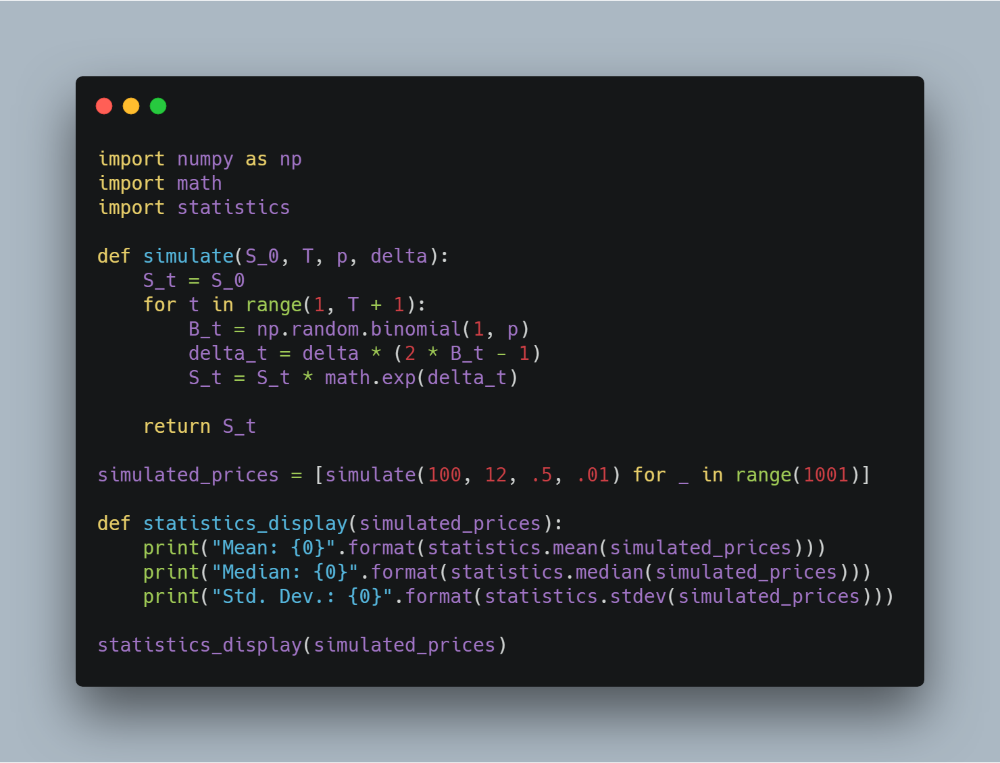 import numpy as np
import math
import statistics

def simulate(S_0, T, p, delta):
    S_t = S_0
    for t in range(1, T + 1):
        B_t = np.random.binomial(1, p)
        delta_t = delta * (2 * B_t - 1)
        S_t = S_t * math.exp(delta_t)

    return S_t

simulated_prices = [simulate(100, 12, .5, .01) for _ in range(1001)]

def statistics_display(simulated_prices):
    print("Mean: {0}".format(statistics.mean(simulated_prices)))
    print("Median: {0}".format(statistics.median(simulated_prices)))
    print("Std. Dev.: {0}".format(statistics.stdev(simulated_prices)))

statistics_display(simulated_prices)